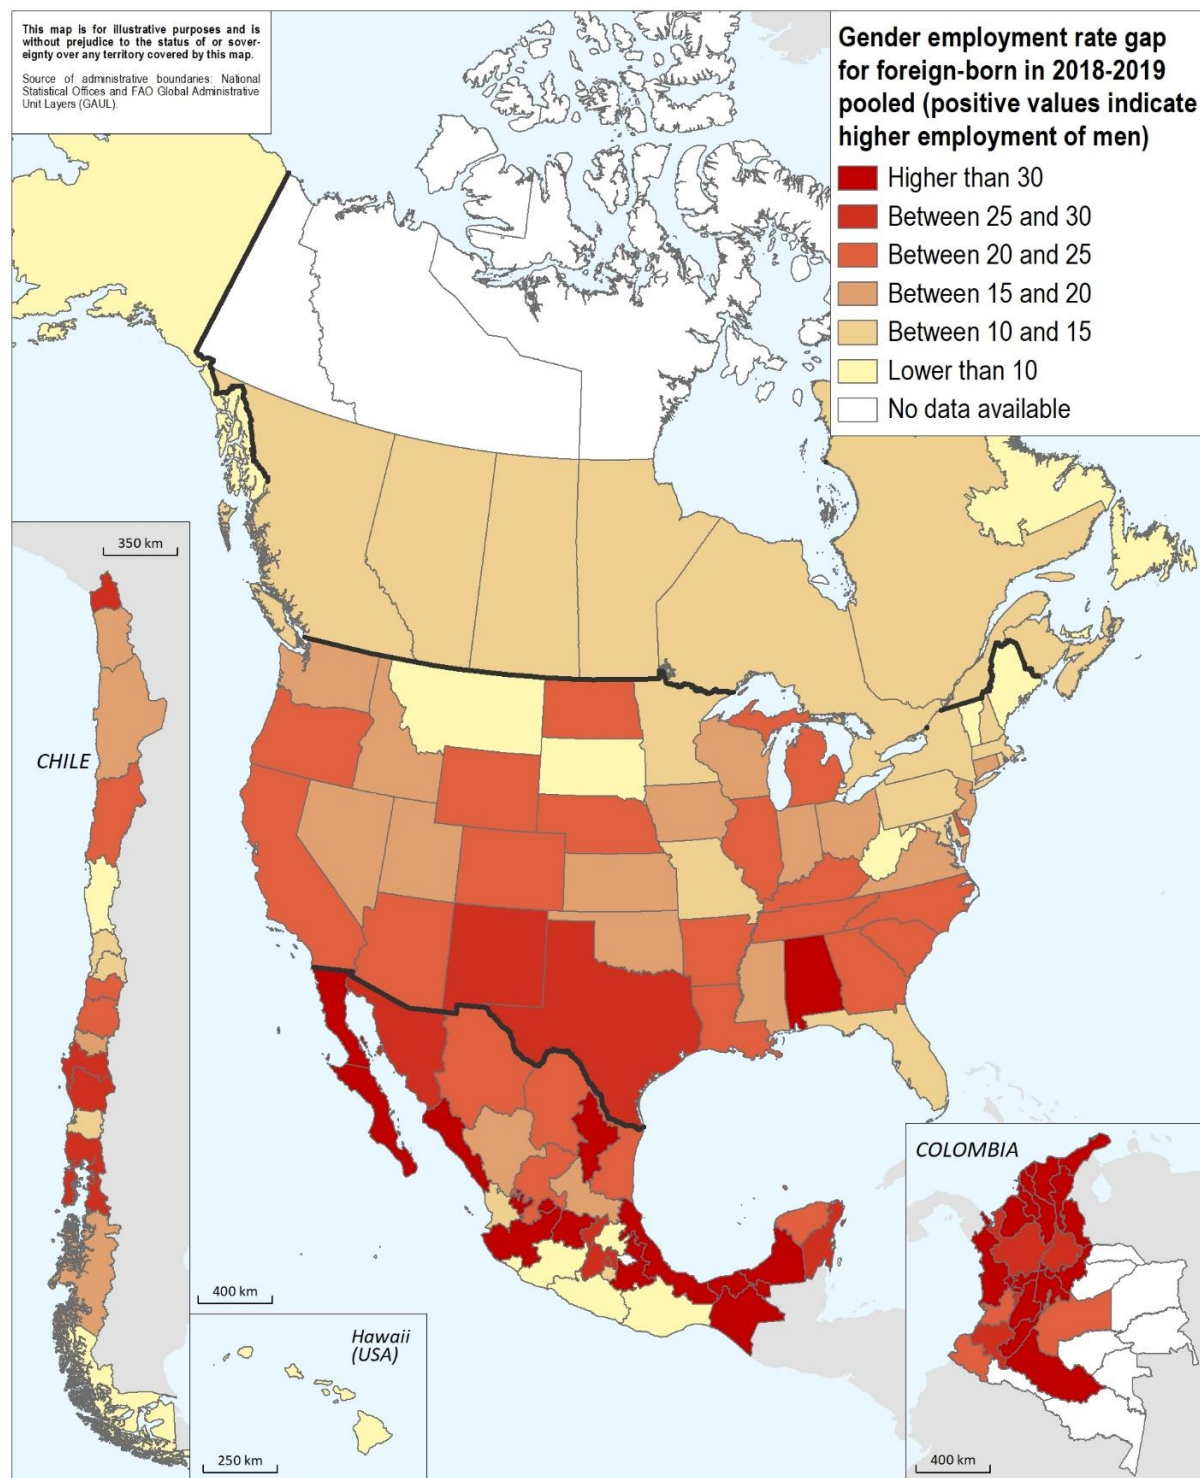 This map is for illustrative purposes and is
without prejudice to the status of or sover-
eignty over any territory covered by this map.
Source of administrative boundaries: National
Statistical Offices and FAO Global Administrative
Unit Layers (GAUL).
Gender employment rate gap
for foreign-born in 2018-2019
pooled (positive values indicate
higher employment of men)
Higher than 30
Between 25 and 30
Between 20 and 25
Between 15 and 20
Between 10 and 15
Lower than 10
No data available
350 km
CHILE
400 km
Hawaii
(USA)
250 km
COLOMBIA
400 km